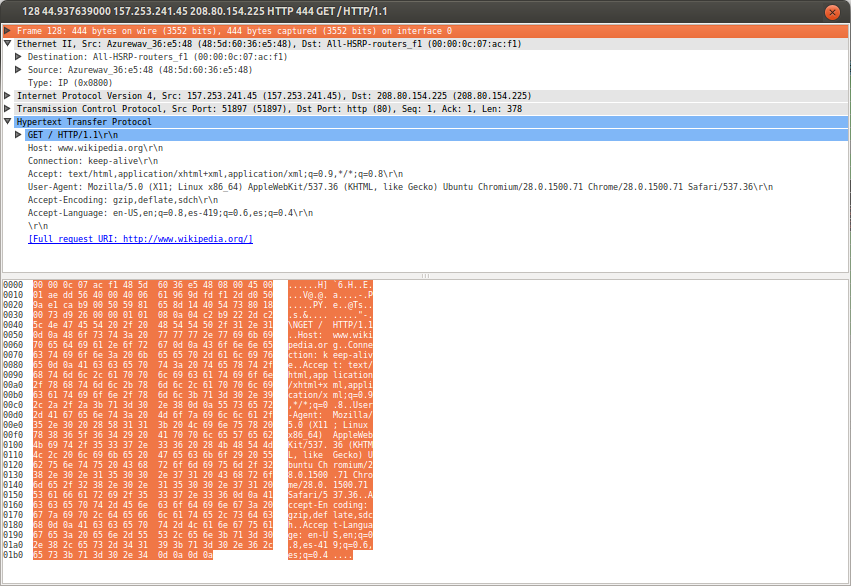 128 44.937639000 157.253.241.45 208.80.154.225 HTTP 444 GET / HTTP/1.1
Frame 128: 444 bytes on wire (3552 bits), 444 bytes captured (3552 bits) on interface 0
Ethernet II, Src: Azurewav_36:e5:48 (48:5d:60:36:e5:48), Dst: All-HSRP-routers_f1 (00:00:0c:07:ac:f1)
Destination: All-HSRP-routers_f1 (00:00:0c:07:ac:f1)
Source: Azurewav_36:e5:48 (48:5d:60:36:e5:48)
Type: IP (0x0800)
Internet Protocol Version 4, Src: 157.253.241.45 (157.253.241.45), Dst: 208.80.154.225 (208.80.154.225)
Transmission Control Protocol, Src Port: 51897 (51897), Dst Port: http (80), Seq: 1, Ack: 1, Len: 378
Hypertext Transfer Protocol
GET / HTTP/1.1\r\n
Host: www.wikipedia.org\r\n
Connection: keep-alive\r\n
Accept: text/html,application/xhtml+xml,application/xml;q=0.9,*/*;q=0.8\r\n
User-Agent: Mozilla/5.0 (X11; Linux x86_64) AppleWebKit/537.36 (KHTML, like Gecko) Ubuntu Chromium/28.0.1500.71 Chrome/28.0.1500.71 Safari/537.36\r\n
Accept-Encoding: gzip,deflate,sdch\r\n
Accept-Language: en-US,en;q=0.8,es-419;q=0.6,es;q=0.4\r\n
\r\n
[Full request URI: http://www.wikipedia.org/]
0000 00 00 0c 07 ac f1 48 5d 60 36 e5 48 08 00 45 00 ......H] `6.H..E.
0010 01 ae dd 56 40 00 40 06 61 96 9d fd f1 2d d0 50 ...V@.@. a....-.P
0020 9a e1 ca b9 00 50 59 81 65 8d 14 40 54 73 80 18 .....PY. e..@Ts..
0030 00 73 d9 26 00 00 01 01 08 0a 04 c2 b9 22 2d c2 .s.&.... ....."-.
0040 5c 4e 47 45 54 20 2f 20 48 54 54 50 2f 31 2e 31 \NGET / HTTP/1.1
0050 0d 0a 48 6f 73 74 3a 20 77 77 77 2e 77 69 6b 69 ..Host: www.wiki
0060 70 65 64 69 61 2e 6f 72 67 0d 0a 43 6f 6e 6e 65 pedia.or g..Conne
0070 63 74 69 6f 6e 3a 20 6b 65 65 70 2d 61 6c 69 76 ction: k eep-aliv
0080 65 0d 0a 41 63 63 65 70 74 3a 20 74 65 78 74 2f e..Accep t: text/
0090 68 74 6d 6c 2c 61 70 70 6c 69 63 61 74 69 6f 6e html,app lication
00a0 2f 78 68 74 6d 6c 2b 78 6d 6c 2c 61 70 70 6c 69 /xhtml+x ml,appli
00b0 63 61 74 69 6f 6e 2f 78 6d 6c 3b 71 3d 30 2e 39 cation/x ml;q=0.9
00c0 2c 2a 2f 2a 3b 71 3d 30 2e 38 0d 0a 55 73 65 72 ,*/*;q=0 .8..User
00d0 2d 41 67 65 6e 74 3a 20 4d 6f 7a 69 6c 6c 61 2f -Agent: Mozilla/
00e0 35 2e 30 20 28 58 31 31 3b 20 4c 69 6e 75 78 20 5.0 (X11 ; Linux
00f0 78 38 36 5f 36 34 29 20 41 70 70 6c 65 57 65 62 x86_64) AppleWeb
0100 4b 69 74 2f 35 33 37 2e 33 36 20 28 4b 48 54 4d Kit/537. 36 (KHTM
0110 4c 2c 20 6c 69 6b 65 20 47 65 63 6b 6f 29 20 55 L, like Gecko) U
0120 62 75 6e 74 75 20 43 68 72 6f 6d 69 75 6d 2f 32 buntu Ch romium/2
0130 38 2e 30 2e 31 35 30 30 2e 37 31 20 43 68 72 6f 8.0.1500 .71 Chro
0140 6d 65 2f 32 38 2e 30 2e 31 35 30 30 2e 37 31 20 me/28.0. 1500.71
0150 53 61 66 61 72 69 2f 35 33 37 2e 33 36 0d 0a 41 Safari/5 37.36..A
0160 63 63 65 70 74 2d 45 6e 63 6f 64 69 6e 67 3a 20 ccept-En coding:
0170 67 7a 69 70 2c 64 65 66 6c 61 74 65 2c 73 64 63 gzip,def late,sdc
0180 68 0d 0a 41 63 63 65 70 74 2d 4c 61 6e 67 75 61 h..Accep t-Langua
0190 67 65 3a 20 65 6e 2d 55 53 2c 65 6e 3b 71 3d 30 ge: en-U S,en;q=0
01a0 2e 38 2c 65 73 2d 34 31 39 3b 71 3d 30 2e 36 2c .8,es-41 9;q=0.6,
01b0 65 73 3b 71 3d 30 2e 34 0d 0a 0d 0a es;q=0.4 ....